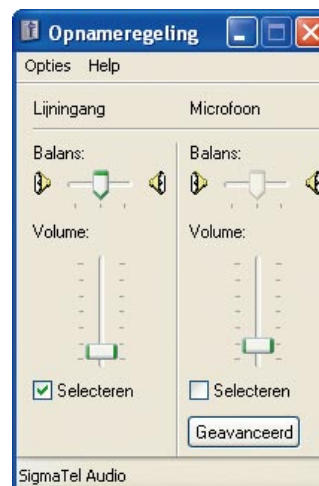 Opnameregeling
Opties Help
Lijningang Microfoon
Balans: Balans:
Volume: Volume:
Selecteren Selecteren
Geavanceerd
SigmaTel Audio